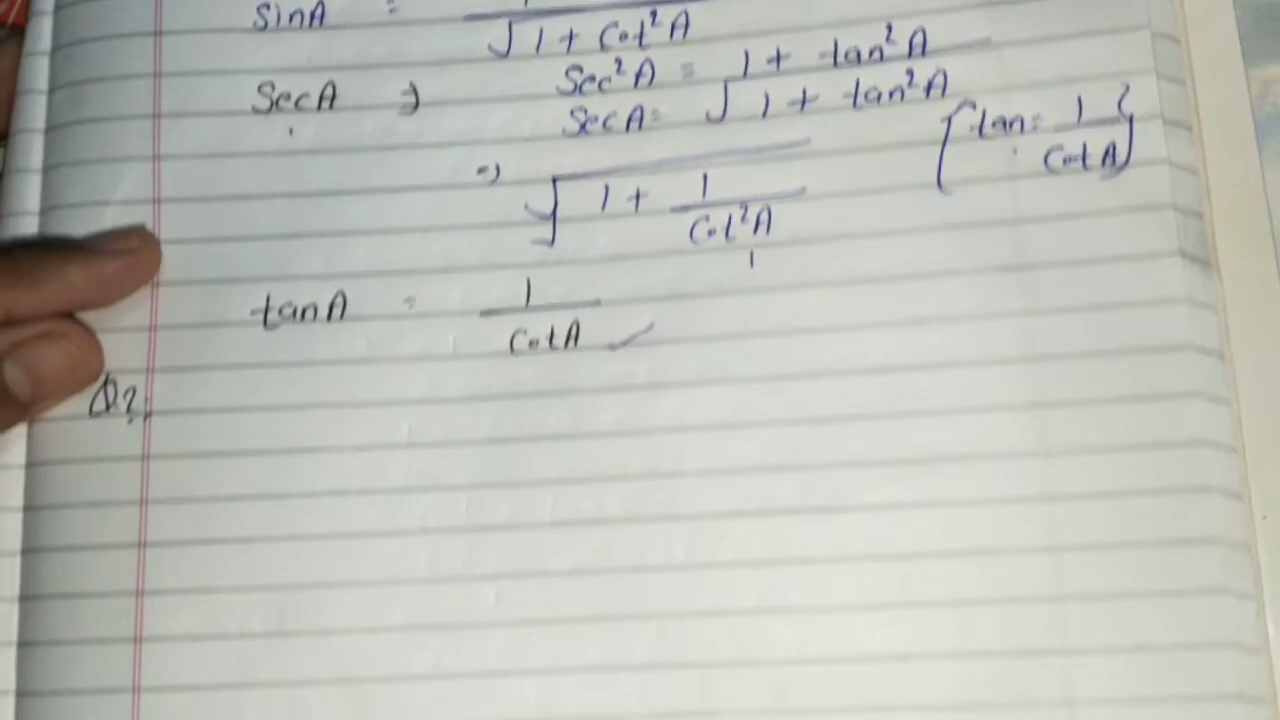 SinA = 1/√1 + Cot²A
SecA ⇒ Sec²A = 1 + tan²A
SecA = √1 + tan²A
[tan = 1/CotA]
⇒ √1 + 1/Cot²A
tanA = 1/CotA ✓
Q2.